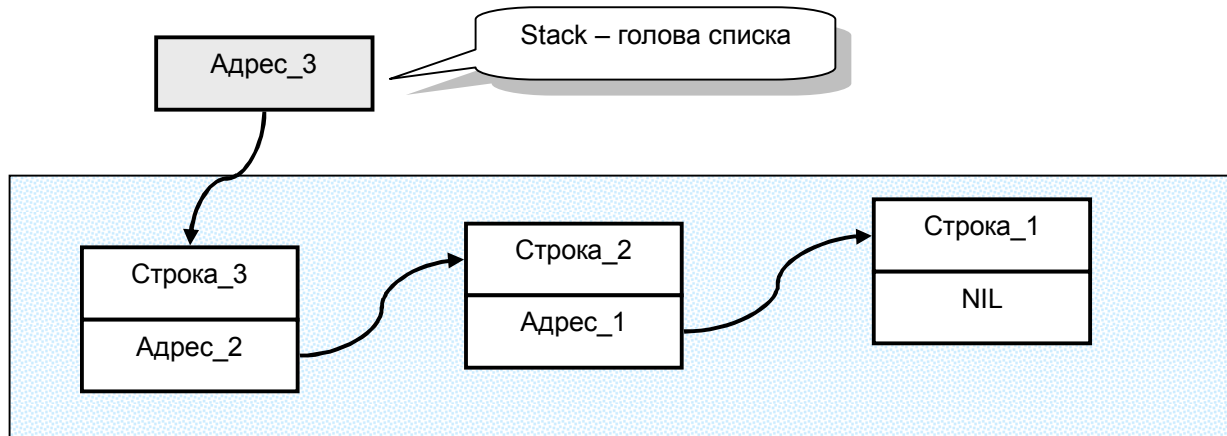 Stack – голова списка
Адрес_3
Строка_3
Адрес_2
Строка_2
Адрес_1
Строка_1
NIL